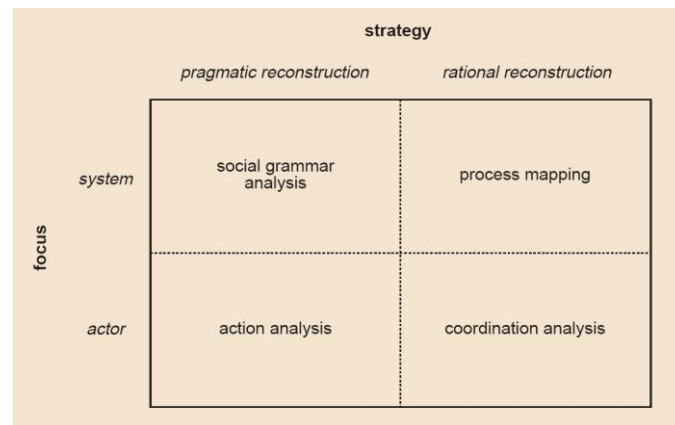 strategy
pragmatic reconstruction rational reconstruction
system
social grammar
analysis
process mapping
focus
actor
action analysis
coordination analysis